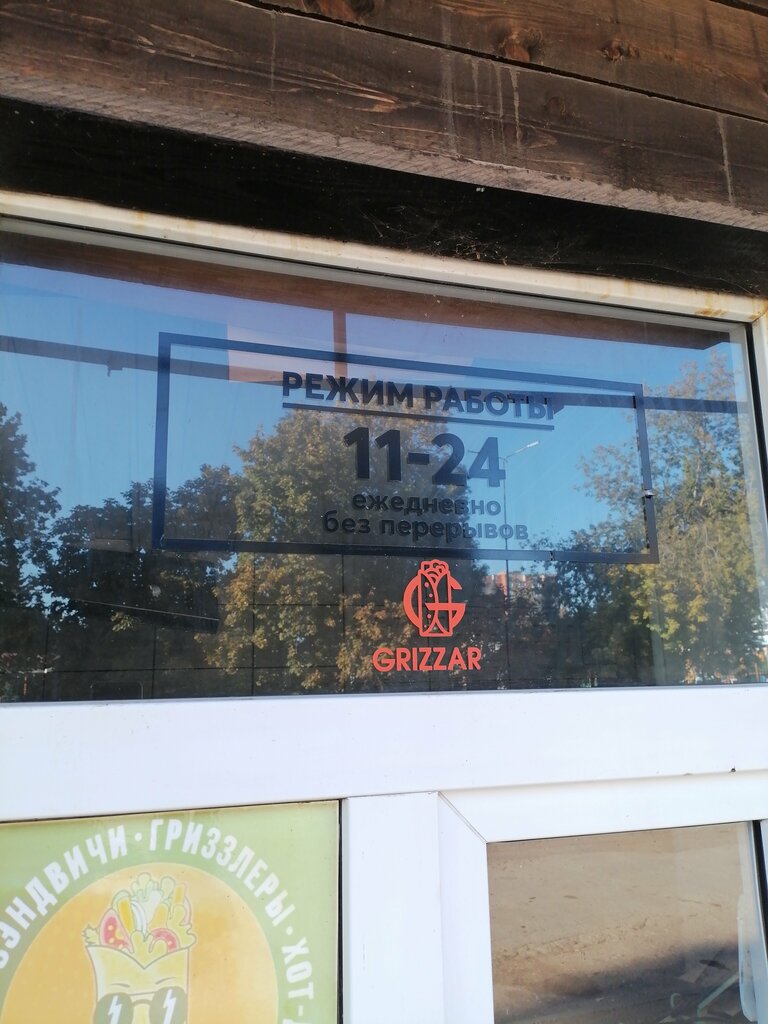 РЕЖИМ РАБОТЫ
11-24
ежедневно
без перерывов
GRIZZAR
СЭНДВИЧИ · ГРИЗЗЛЕРЫ · ХОТ-